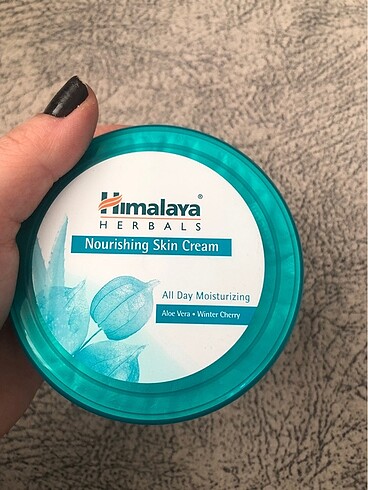 Himalaya®
HERBALS
Nourishing Skin Cream
All Day Moisturizing
Aloe Vera • Winter Cherry